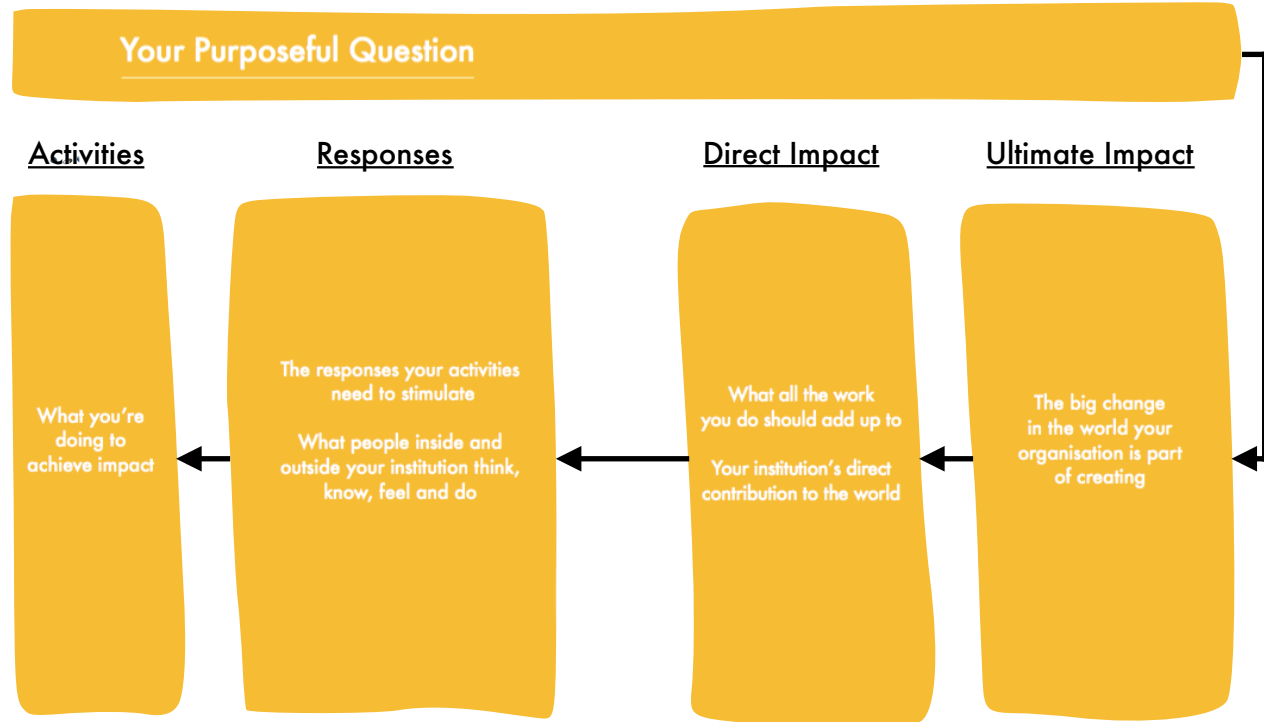 Your Purposeful Question
Activities
Responses
Direct Impact
Ultimate Impact
What you're
doing to
achieve impact
The responses your activities
need to stimulate
What people inside and
outside your institution think,
know, feel and do
What all the work
you do should add up to
Your institution's direct
contribution to the world
The big change
in the world your
organisation is part
of creating